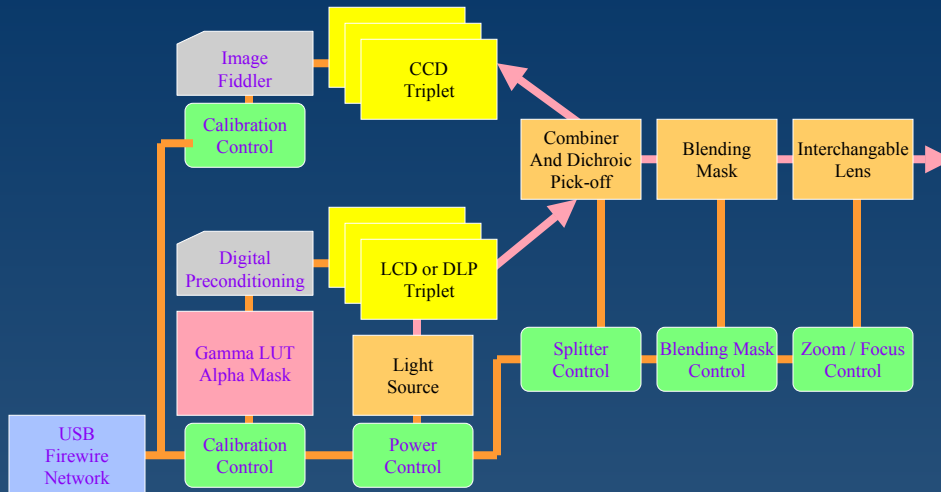 Image
Fiddler
CCD
Triplet
Calibration
Control
Combiner
And Dichroic
Pick-off
Blending
Mask
Interchangable
Lens
Digital
Preconditioning
LCD or DLP
Triplet
Gamma LUT
Alpha Mask
Light
Source
Splitter
Control
Blending Mask
Control
Zoom / Focus
Control
USB
Firewire
Network
Calibration
Control
Power
Control